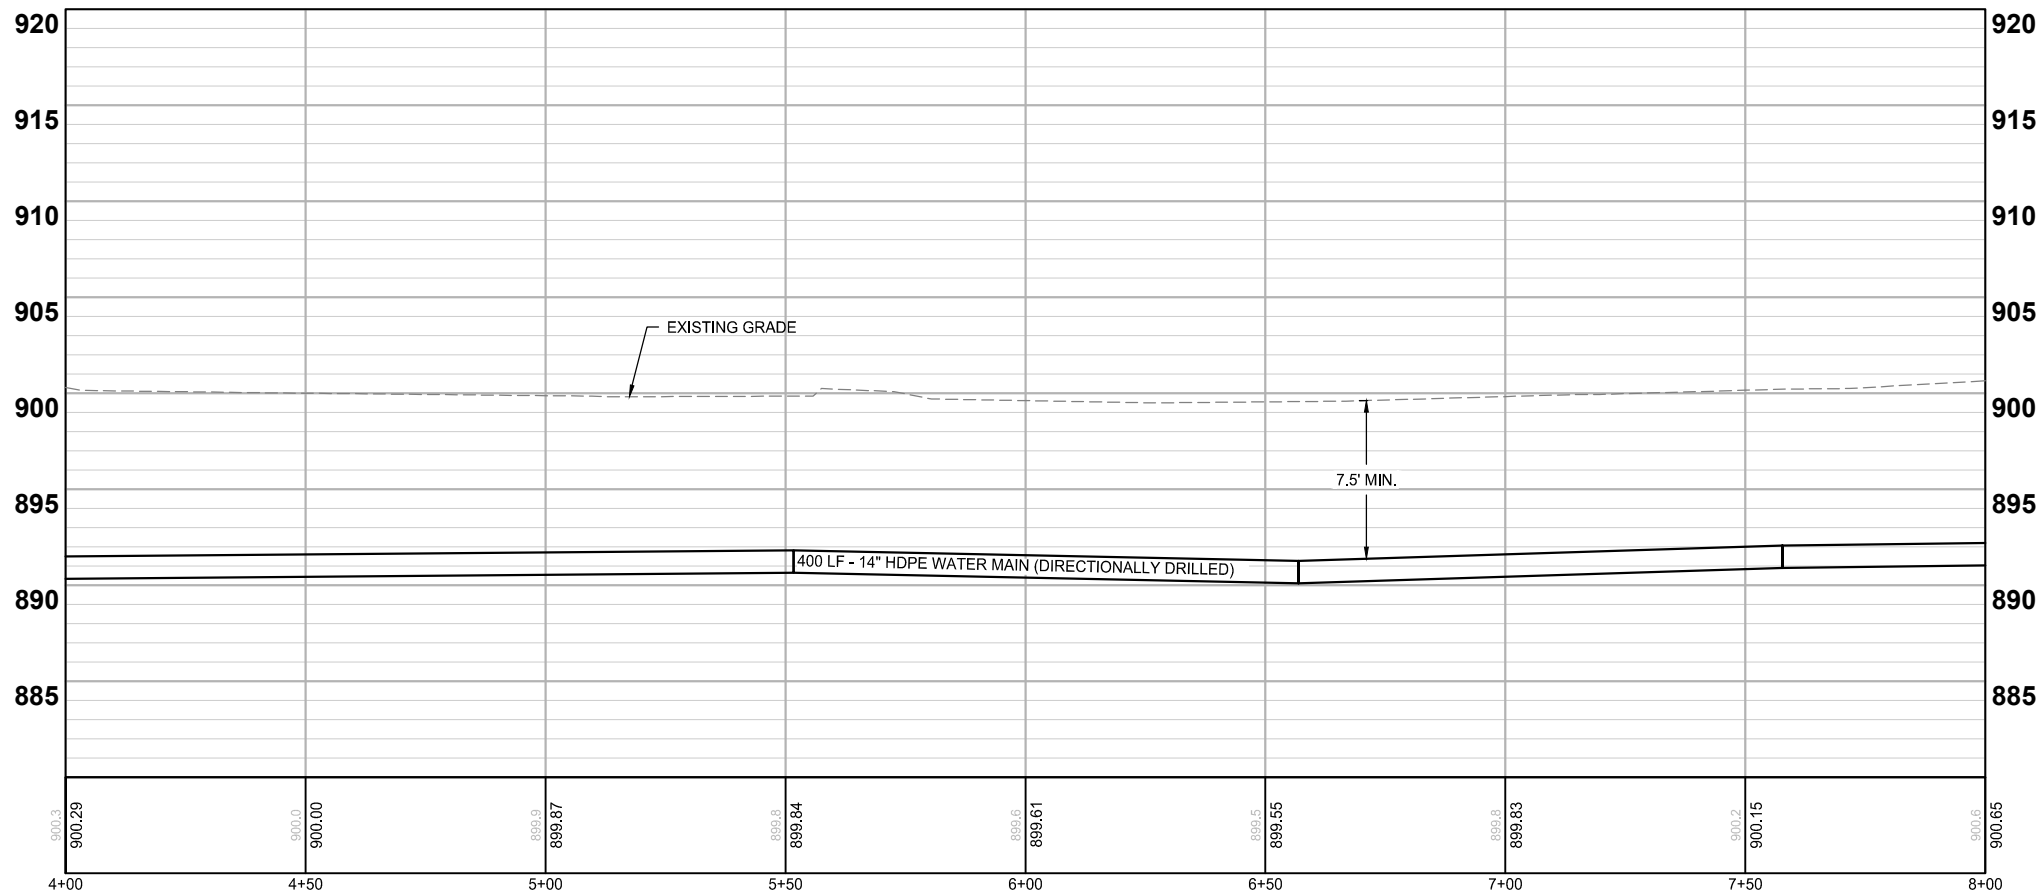 920 920
915 915
910 910
905 905
EXISTING GRADE
900 900
7.5' MIN.
895 895
400 LF - 14" HDPE WATER MAIN (DIRECTIONALLY DRILLED)
890 890
885 885
900.3 900.29 900.0 900.00 899.9 899.87 899.8 899.84 899.6 899.61 899.5 899.55 899.8 899.83 900.2 900.15 900.6 900.65
4+00 4+50 5+00 5+50 6+00 6+50 7+00 7+50 8+00